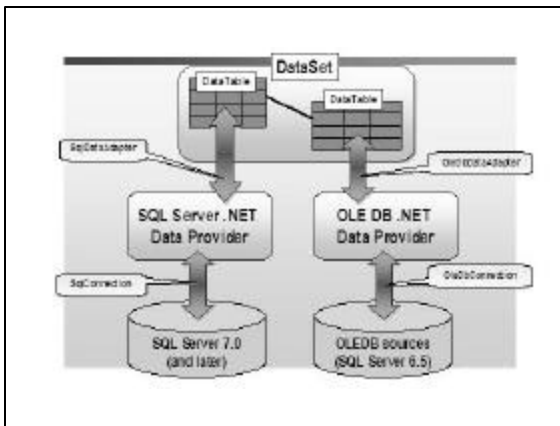 DataSet
DataTable
DataTable
SqlDataAdapter
OleDbDataAdapter
SQL Server .NET
Data Provider
OLE DB .NET
Data Provider
SqlConnection
OleDbConnection
SQL Server 7.0
(and later)
OLEDB sources
(SQL Server 6.5)